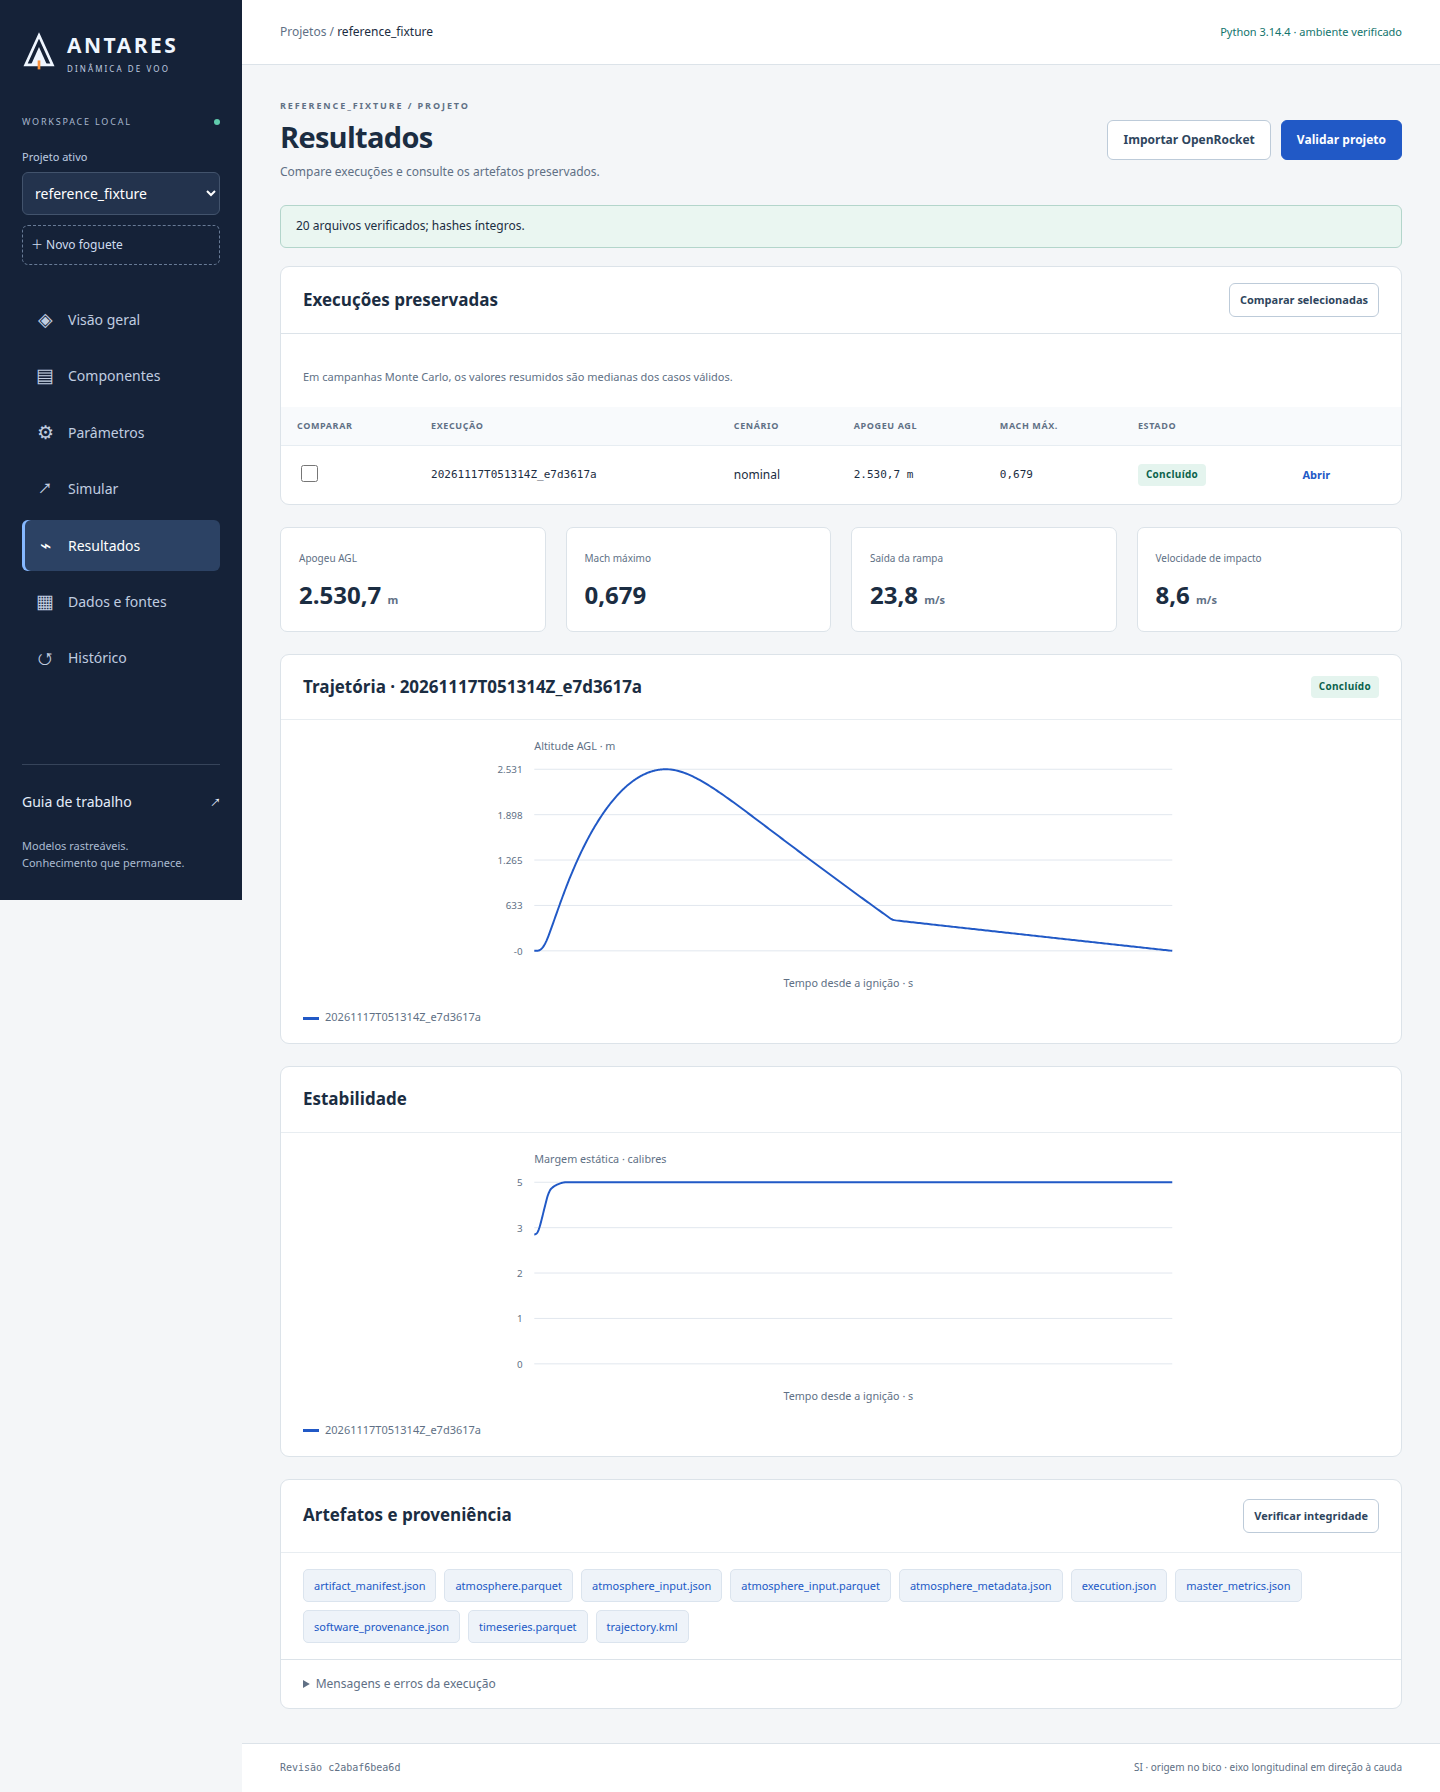 ANTARES
DINÂMICA DE VOO
WORKSPACE LOCAL
Projeto ativo
reference_fixture
+ Novo foguete
Visão geral
Componentes
Parâmetros
Simular
Resultados
Dados e fontes
Histórico
Guia de trabalho ↗
Modelos rastreáveis.
Conhecimento que permanece.
Projetos / reference_fixture
Python 3.14.4 · ambiente verificado
REFERENCE_FIXTURE / PROJETO
Resultados
Compare execuções e consulte os artefatos preservados.
Importar OpenRocket
Validar projeto
20 arquivos verificados; hashes íntegros.
Execuções preservadas
Comparar selecionadas
Em campanhas Monte Carlo, os valores resumidos são medianas dos casos válidos.
COMPARAR EXECUÇÃO CENÁRIO APOGEU AGL MACH MÁX. ESTADO
20261117T051314Z_e7d3617a nominal 2.530,7 m 0,679 Concluído Abrir
Apogeu AGL
2.530,7 m
Mach máximo
0,679
Saída da rampa
23,8 m/s
Velocidade de impacto
8,6 m/s
Trajetória · 20261117T051314Z_e7d3617a
Concluído
Altitude AGL · m
2.531
1.898
1.265
633
-0
Tempo desde a ignição · s
20261117T051314Z_e7d3617a
Estabilidade
Margem estática · calibres
5
3
2
1
0
Tempo desde a ignição · s
20261117T051314Z_e7d3617a
Artefatos e proveniência
Verificar integridade
artifact_manifest.json atmosphere.parquet atmosphere_input.json atmosphere_input.parquet atmosphere_metadata.json execution.json master_metrics.json
software_provenance.json timeseries.parquet trajectory.kml
Mensagens e erros da execução
Revisão c2abaf6bea6d
SI · origem no bico · eixo longitudinal em direção à cauda